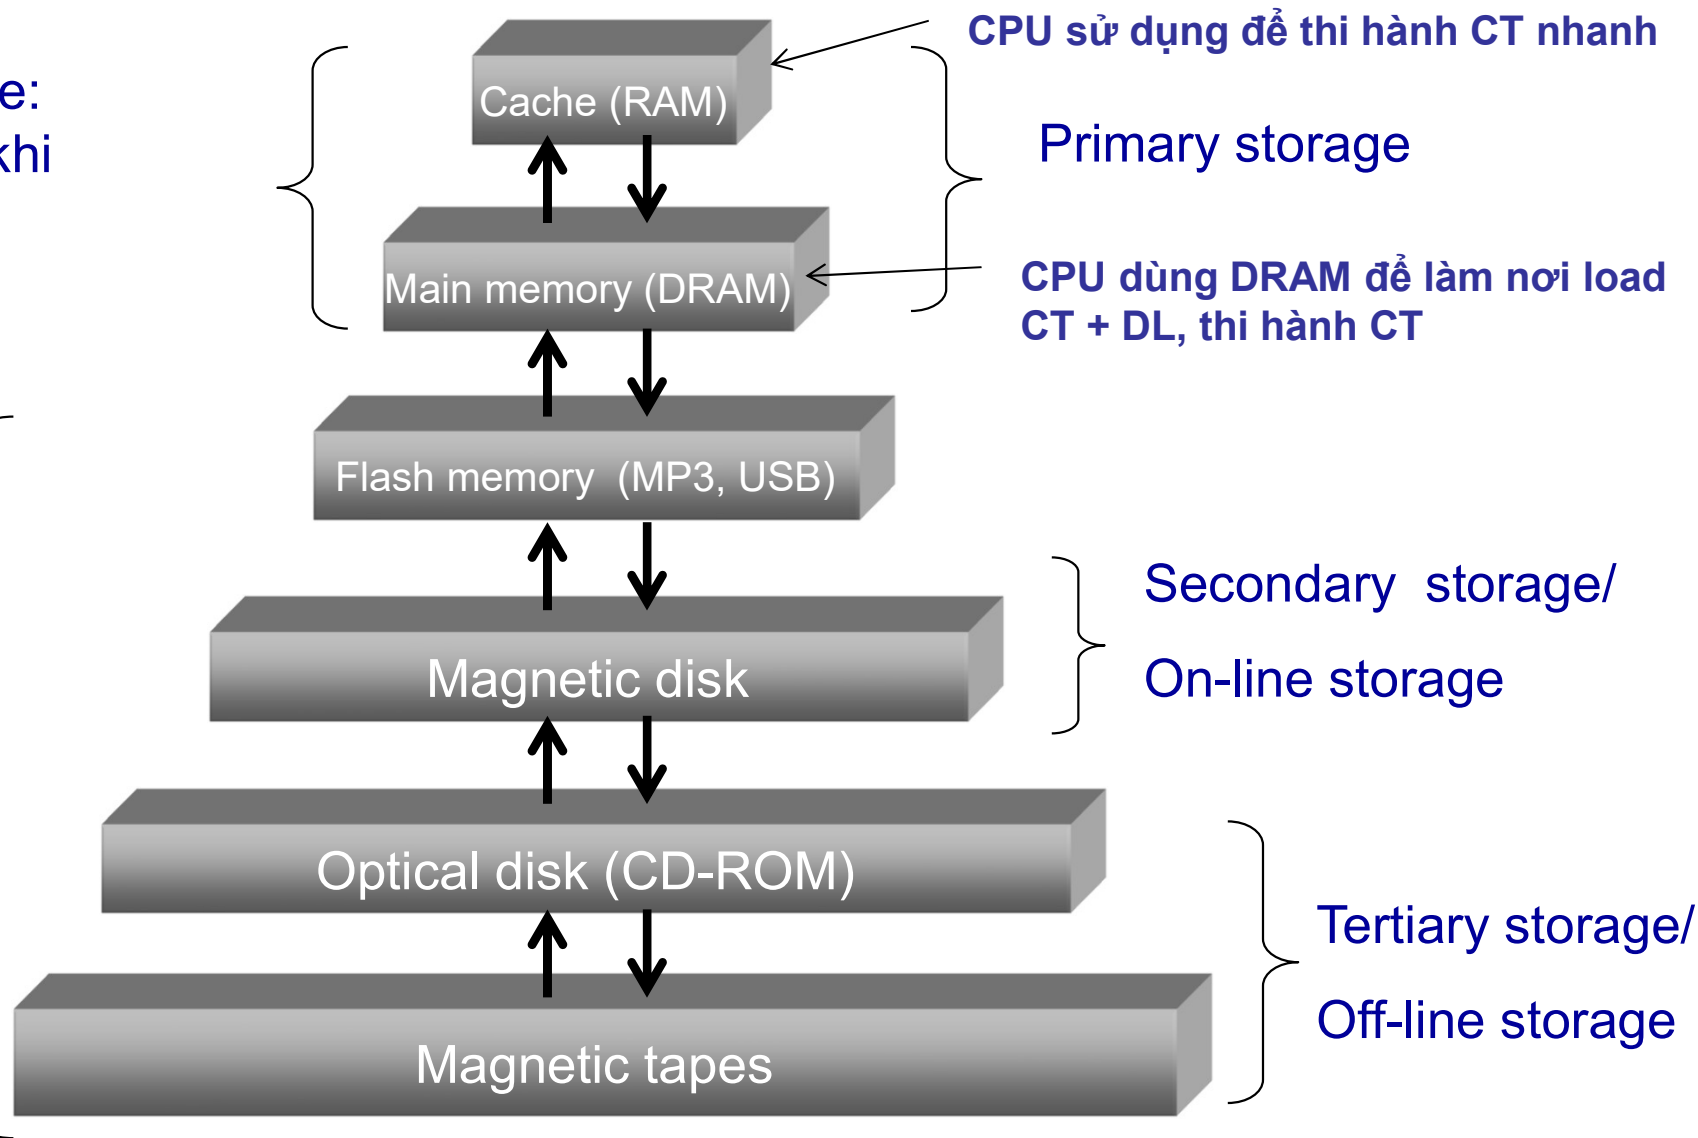 CPU sử dụng để thi hành CT nhanh
e:
Cache (RAM)
khi
Primary storage
Main memory (DRAM)
CPU dùng DRAM để làm nơi load
CT + DL, thi hành CT
Flash memory  (MP3, USB)
Secondary  storage/
Magnetic disk
On-line storage
Optical disk (CD-ROM)
Tertiary storage/
Off-line storage
Magnetic tapes